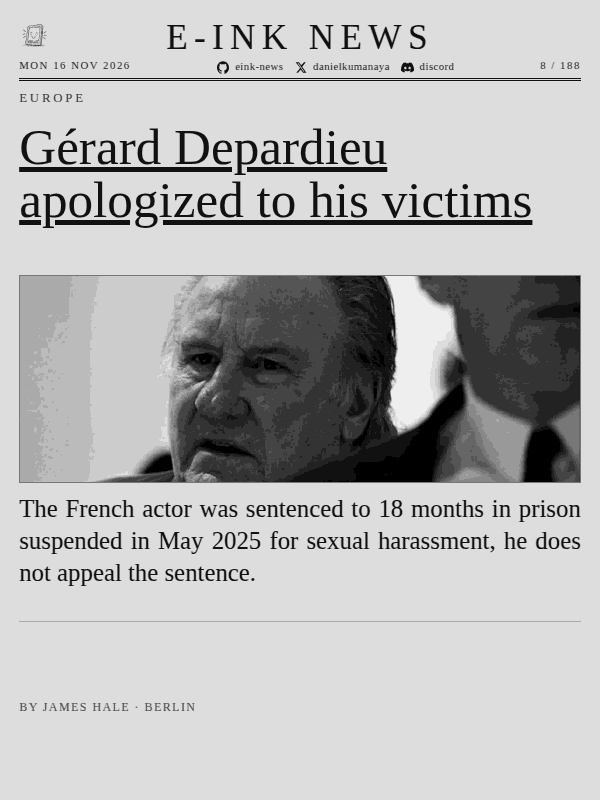 E-INK NEWS
MON 16 NOV 2026
eink-news danielkumanaya discord
8 / 188
EUROPE
Gérard Depardieu
apologized to his victims
The French actor was sentenced to 18 months in prison
suspended in May 2025 for sexual harassment, he does
not appeal the sentence.
BY JAMES HALE · BERLIN